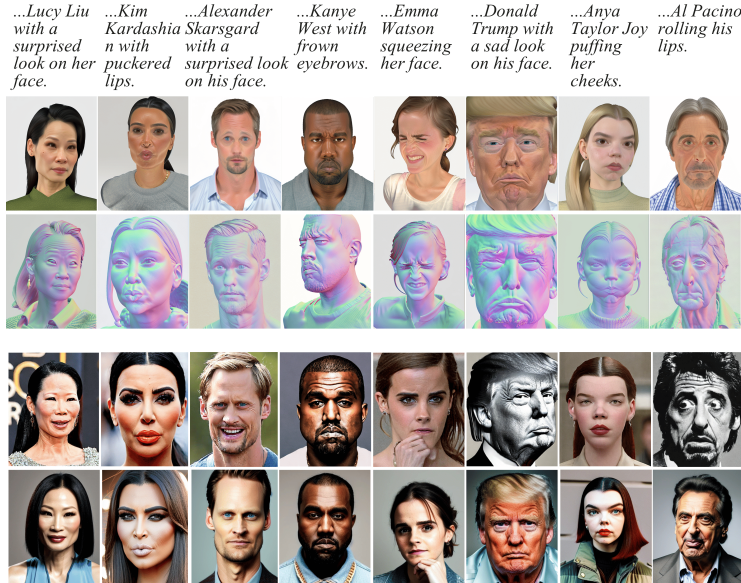 ...Lucy Liu
with a
surprised
look on her
face.
...Kim
Kardashia
n with
puckered
lips.
...Alexander
Skarsgard
with a
surprised look
on his face.
...Kanye
West with
frown
eyebrows.
...Emma
Watson
squeezing
her face.
...Donald
Trump with
a sad look
on his face.
...Anya
Taylor Joy
puffing
her
cheeks.
...Al Pacino
rolling his
lips.